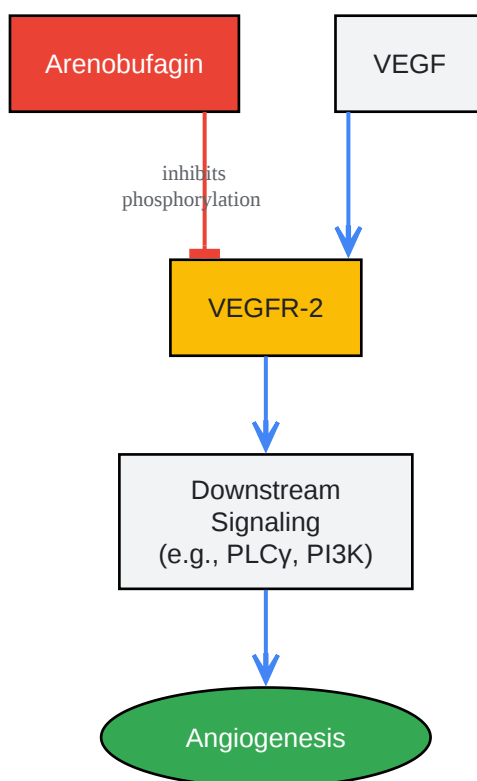 Arenobufagin
VEGF
inhibits
phosphorylation
VEGFR-2
Downstream
Signaling
(e.g., PLCγ, PI3K)
Angiogenesis